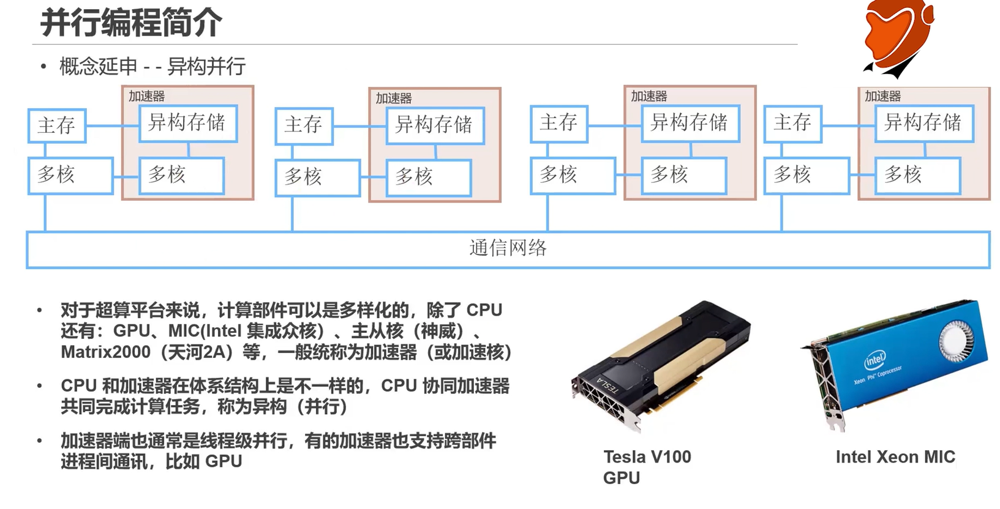 并行编程简介
• 概念延申 - - 异构并行
加速器
主存
异构存储
多核
多核
加速器
主存
异构存储
多核
多核
加速器
主存
异构存储
多核
多核
加速器
主存
异构存储
多核
多核
通信网络
• 对于超算平台来说，计算部件可以是多样化的，除了 CPU
还有：GPU、MIC(Intel 集成众核）、主从核（神威）、
Matrix2000（天河2A）等，一般统称为加速器（或加速核）
• CPU 和加速器在体系结构上是不一样的，CPU 协同加速器
共同完成计算任务，称为异构（并行）
• 加速器端也通常是线程级并行，有的加速器也支持跨部件
进程间通讯，比如 GPU
TESLA
Tesla V100
GPU
intel
Xeon Phi™ Coprocessor
Intel Xeon MIC